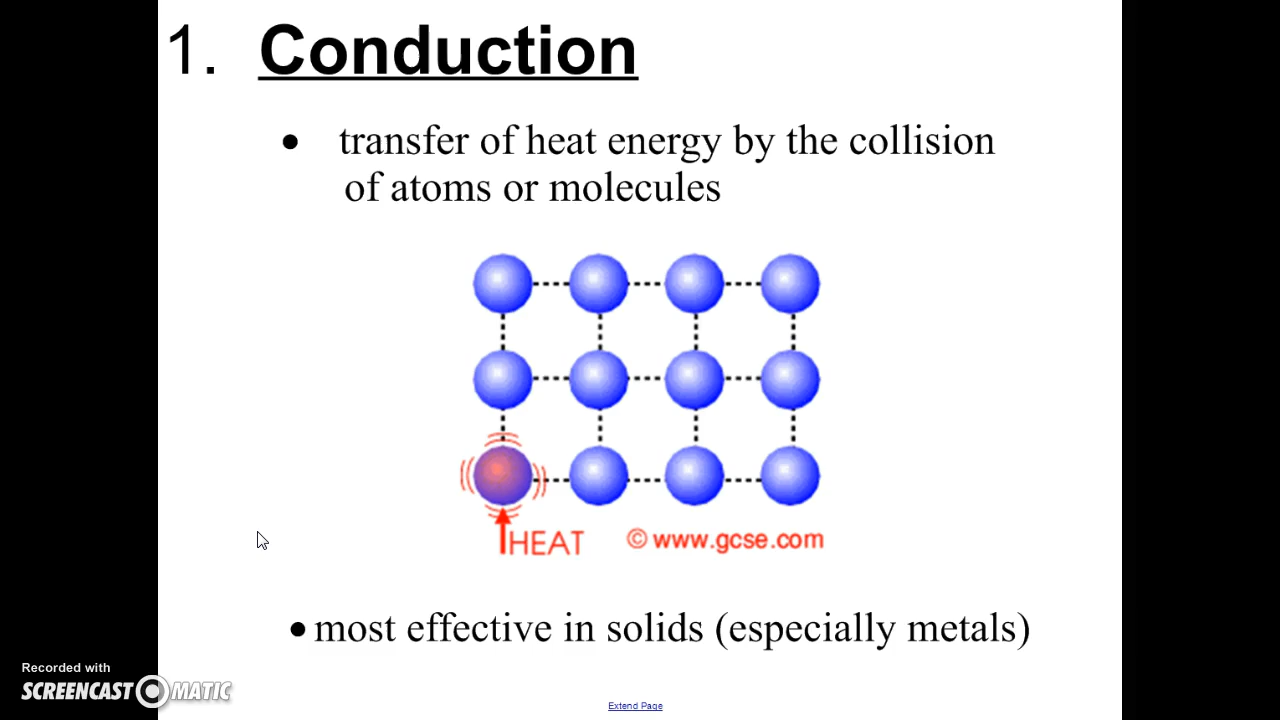 1. Conduction
• transfer of heat energy by the collision
of atoms or molecules
HEAT © www.gcse.com
• most effective in solids (especially metals)
Recorded with
SCREENCAST MATIC
Extend Page